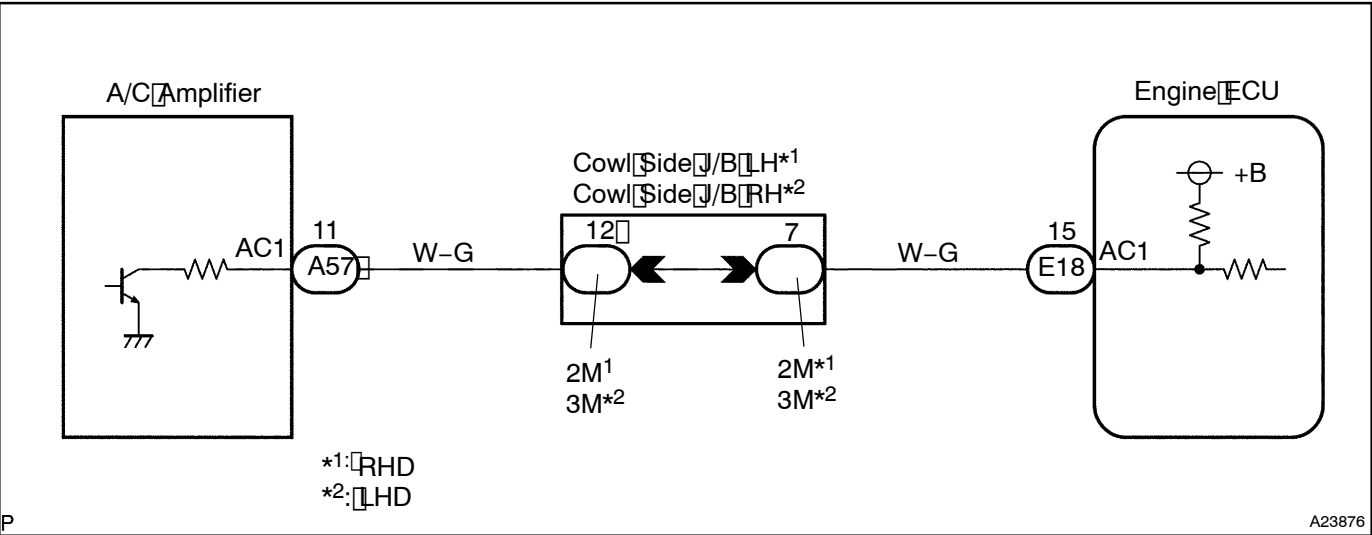 A/C Amplifier
Engine ECU
Cowl Side J/B LH*1
Cowl Side J/B RH*2
+B
AC1
11
A57
W–G
12
7
W–G
15
E18
AC1
2M1
3M*2
2M*1
3M*2
*1: RHD
*2: LHD
P
A23876